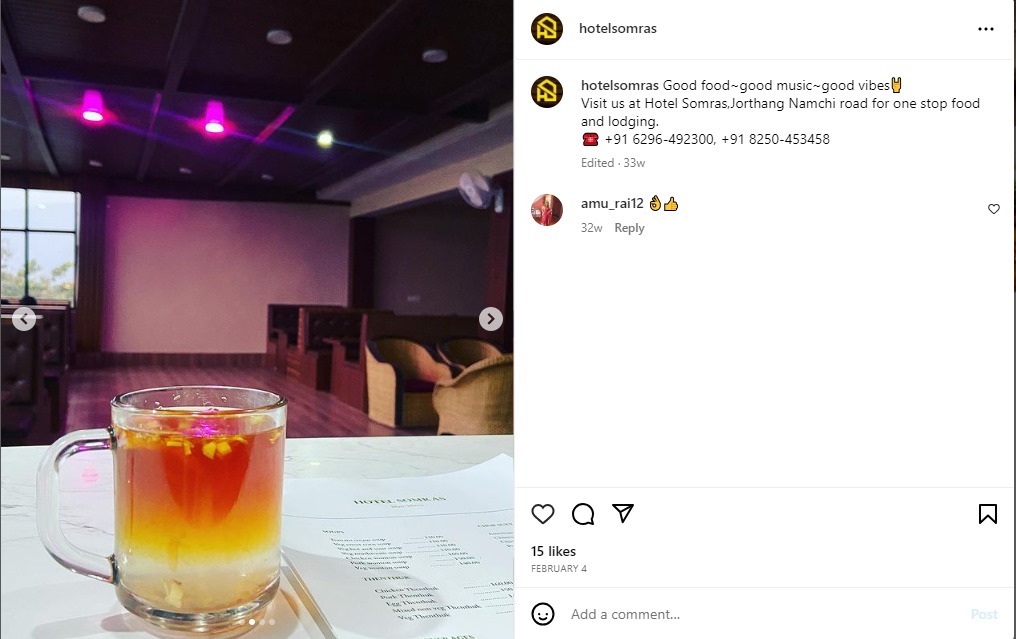 hotelsomras
hotelsomras Good food~good music~good vibes🤘
Visit us at Hotel Somras,Jorthang Namchi road for one stop food
and lodging.
☎️ +91 6296-492300, +91 8250-453458
Edited · 33w
amu_rai12 👌👍
32w Reply
HOTEL SOMRAS
SOUPS
CHOP SUEY
THENTHUK
Chicken Thenthuk
Pork Thenthuk
Egg Thenthuk
Mixed non veg Thenthuk
Veg Thenthuk
15 likes
FEBRUARY 4
Add a comment...
Post